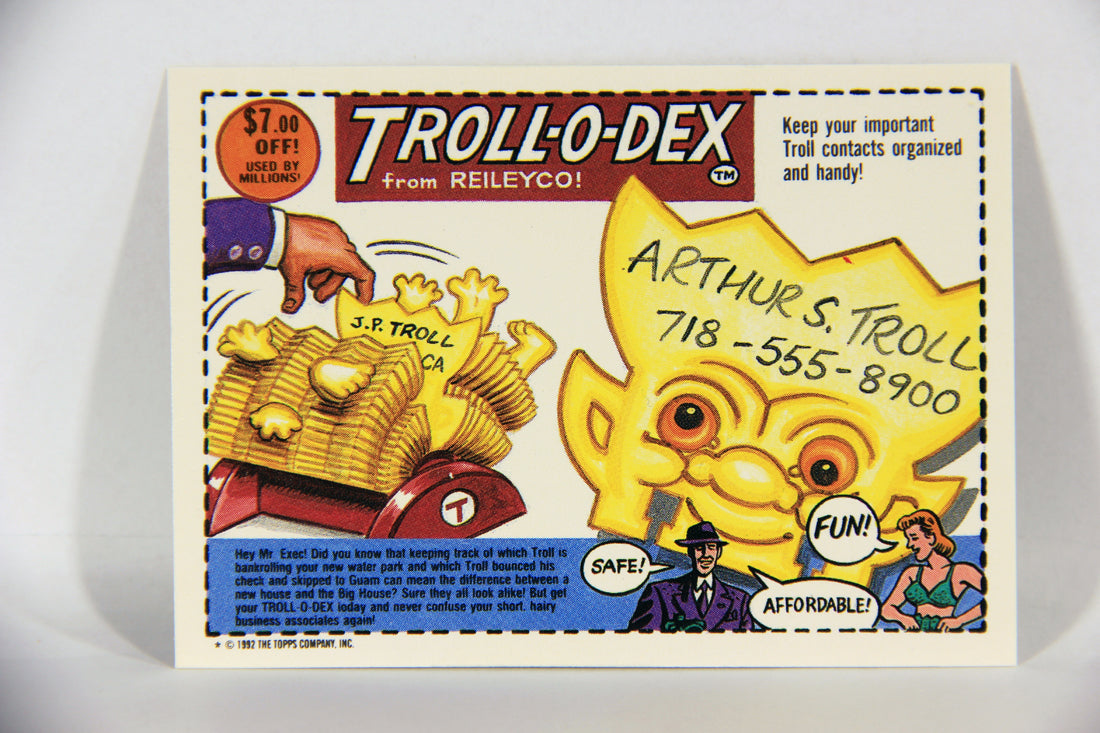 $7.00
OFF!
USED BY
MILLIONS!
TROLL-O-DEX
TM
from REILEYCO!
Keep your important
Troll contacts organized
and handy!
J.P. TROLL
CA
ARTHUR S. TROLL
718-555-8900
T
FUN!
SAFE!
AFFORDABLE!
Hey Mr. Exec! Did you know that keeping track of which Troll is
bankrolling your new water park and which Troll bounced his
check and skipped to Guam can mean the difference between a
new house and the Big House? Sure they all look alike! But get
your TROLL-O-DEX today and never confuse your short, hairy
business associates again!
* © 1992 THE TOPPS COMPANY, INC.